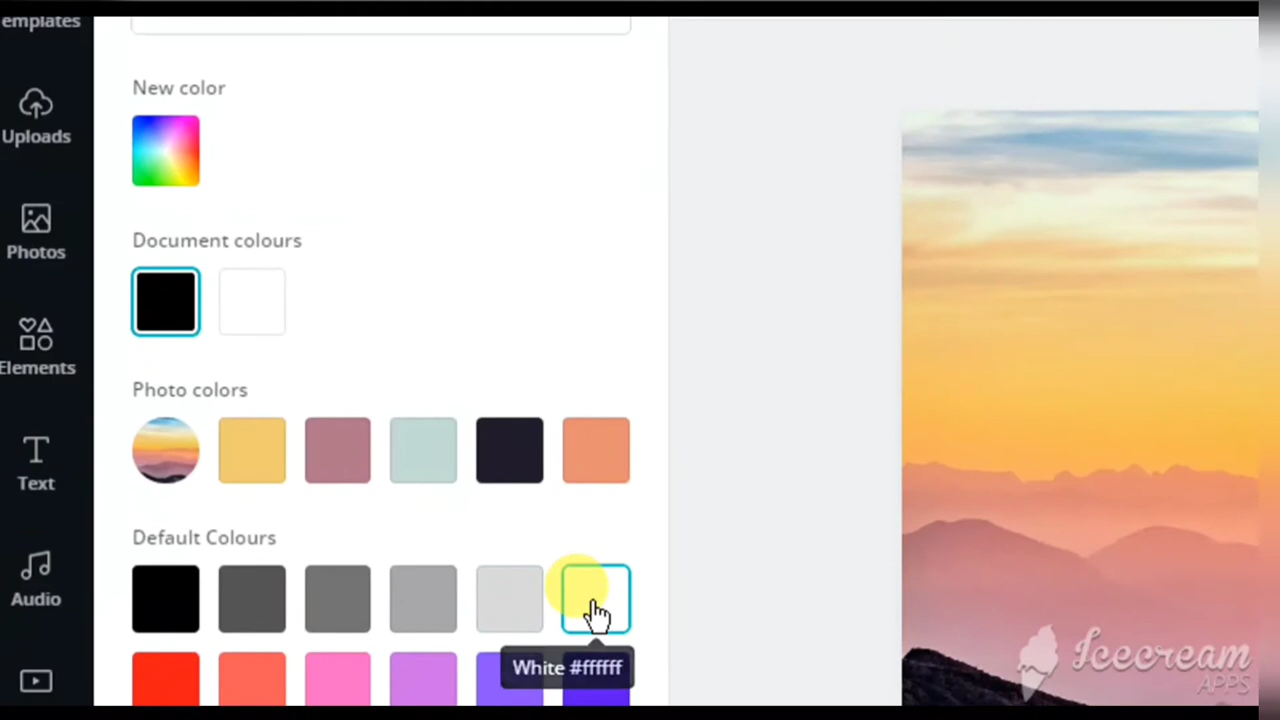 emplates
Uploads
Photos
Elements
Text
Audio
New color
Document colours
Photo colors
Default Colours
White #ffffff
Icecream
APPS